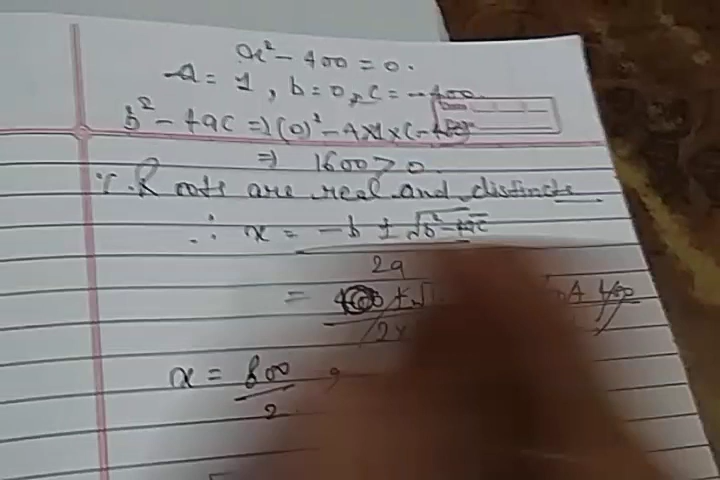 x² - 400 = 0.
a = 1, b = 0, c = -400.
b² - 4ac ⇒ (0)² - 4×1×(-400)
⇒ 1600 > 0.
∵ Roots are real and distincts.
∴ x = -b ± √b² - 4ac
2a
=
x = 800
2